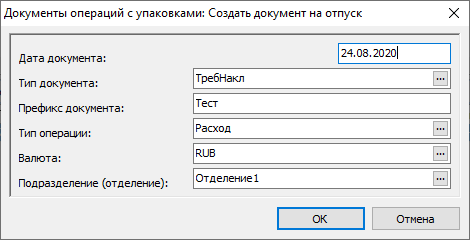 Документы операций с упаковками: Создать документ на отпуск
Дата документа: 24.08.2020
Тип документа: ТребНакл ...
Префикс документа: Тест
Тип операции: Расход ...
Валюта: RUB ...
Подразделение (отделение): Отделение1 ...
ОК Отмена